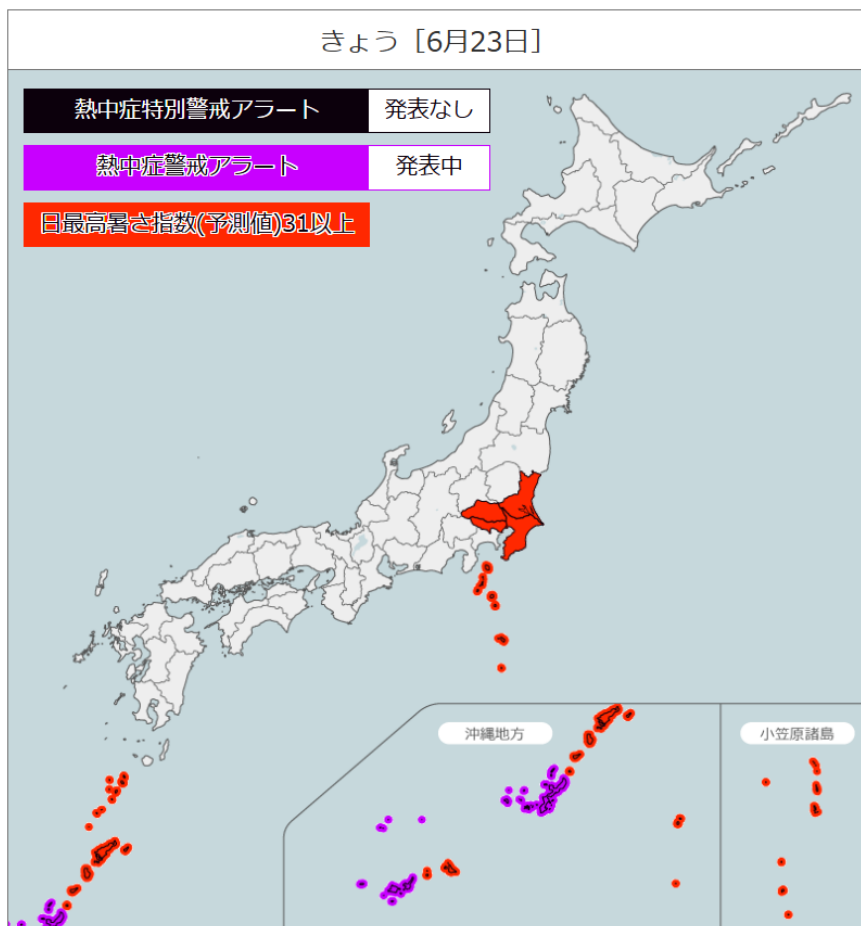 きょう［6月23日］
熱中症特別警戒アラート 発表なし
熱中症警戒アラート 発表中
日最高暑さ指数(予測値)31以上
沖縄地方
小笠原諸島